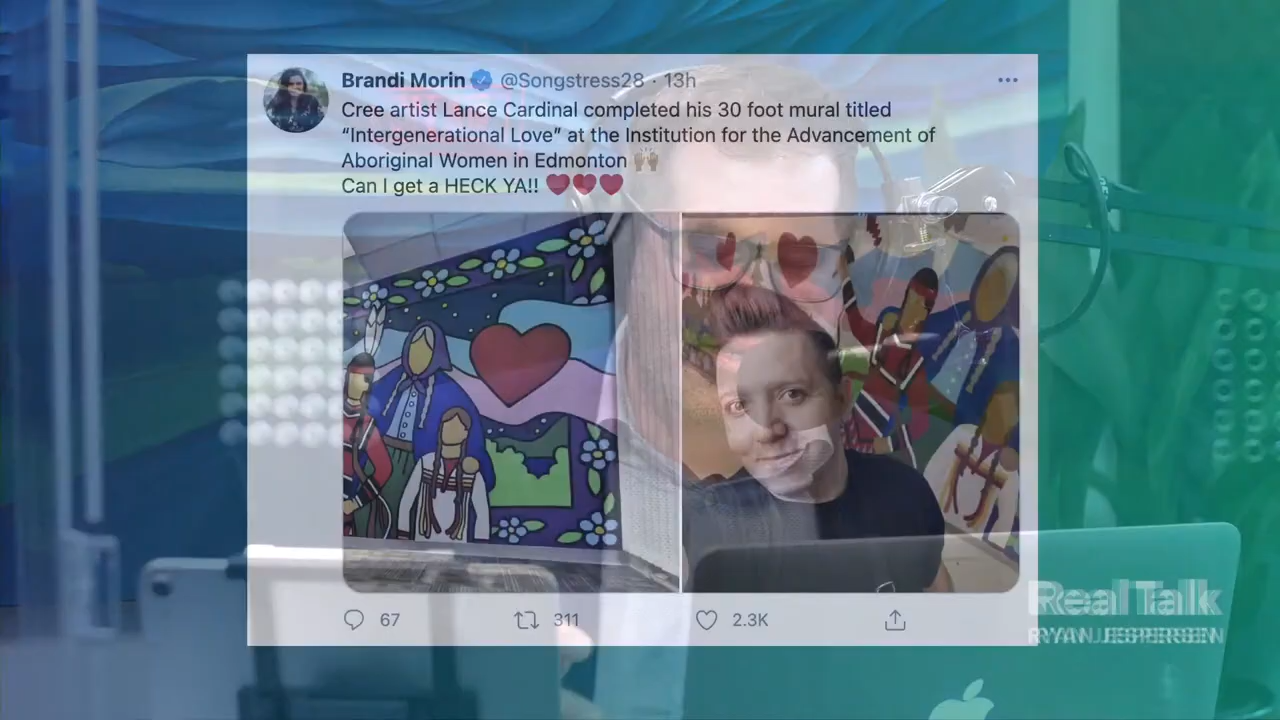 Brandi Morin @Songstress28 · 13h
Cree artist Lance Cardinal completed his 30 foot mural titled
“Intergenerational Love” at the Institution for the Advancement of
Aboriginal Women in Edmonton 🙌🏽
Can I get a HECK YA!! ❤️❤️❤️
67 311 2.3K
Real Talk
RYAN JESPERSEN